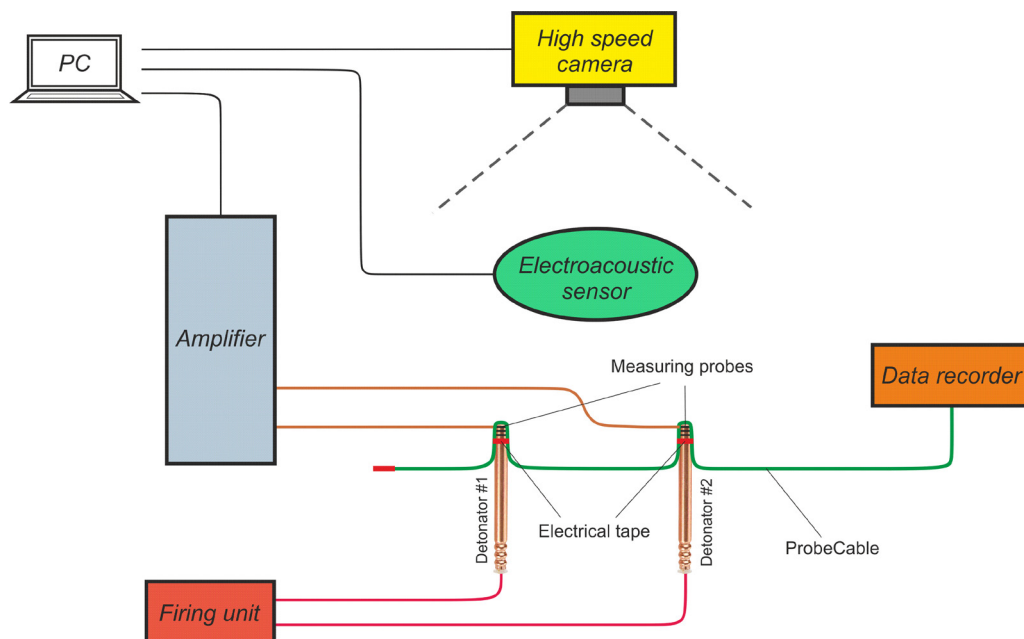 High speed
camera
PC
Electroacoustic
sensor
Amplifier
Measuring probes
Data recorder
Detonator #1
Electrical tape
Detonator #2
ProbeCable
Firing unit